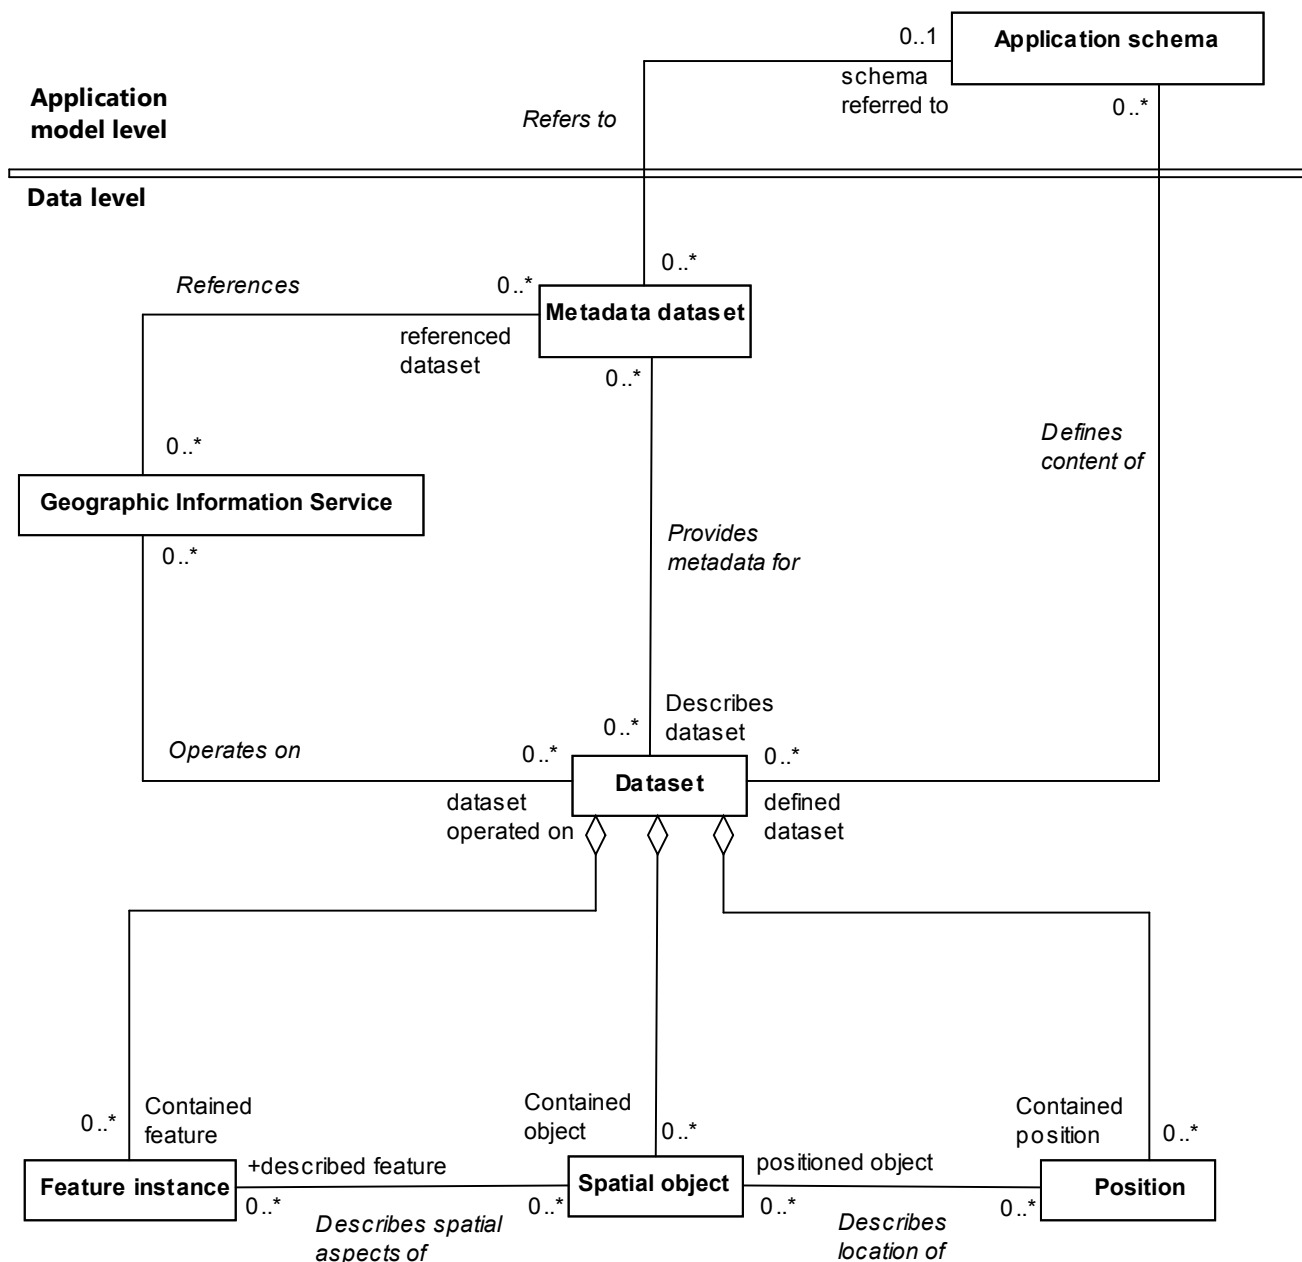 0..1
Application schema
schema
referred to
0..*
Application
model level
Refers to
Data level
0..*
References
0..*
Metadata dataset
referenced
dataset
0..*
0..*
Defines
content of
Geographic Information Service
0..*
Provides
metadata for
Describes
dataset
0..*
Operates on
0..*
0..*
Dataset
dataset
operated on
defined
dataset
0..*
Contained
feature
Contained
object
0..*
Contained
position
0..*
+described feature
positioned object
Feature instance
Spatial object
Position
0..*
0..*
0..*
0..*
Describes spatial
aspects of
Describes
location of